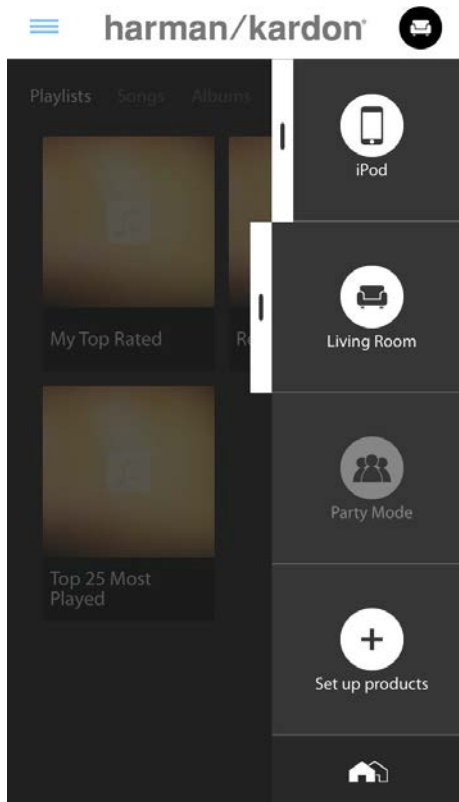 harman/kardon
Playlists Songs Albums
iPod
My Top Rated
Living Room
Party Mode
Top 25 Most
Played
Set up products